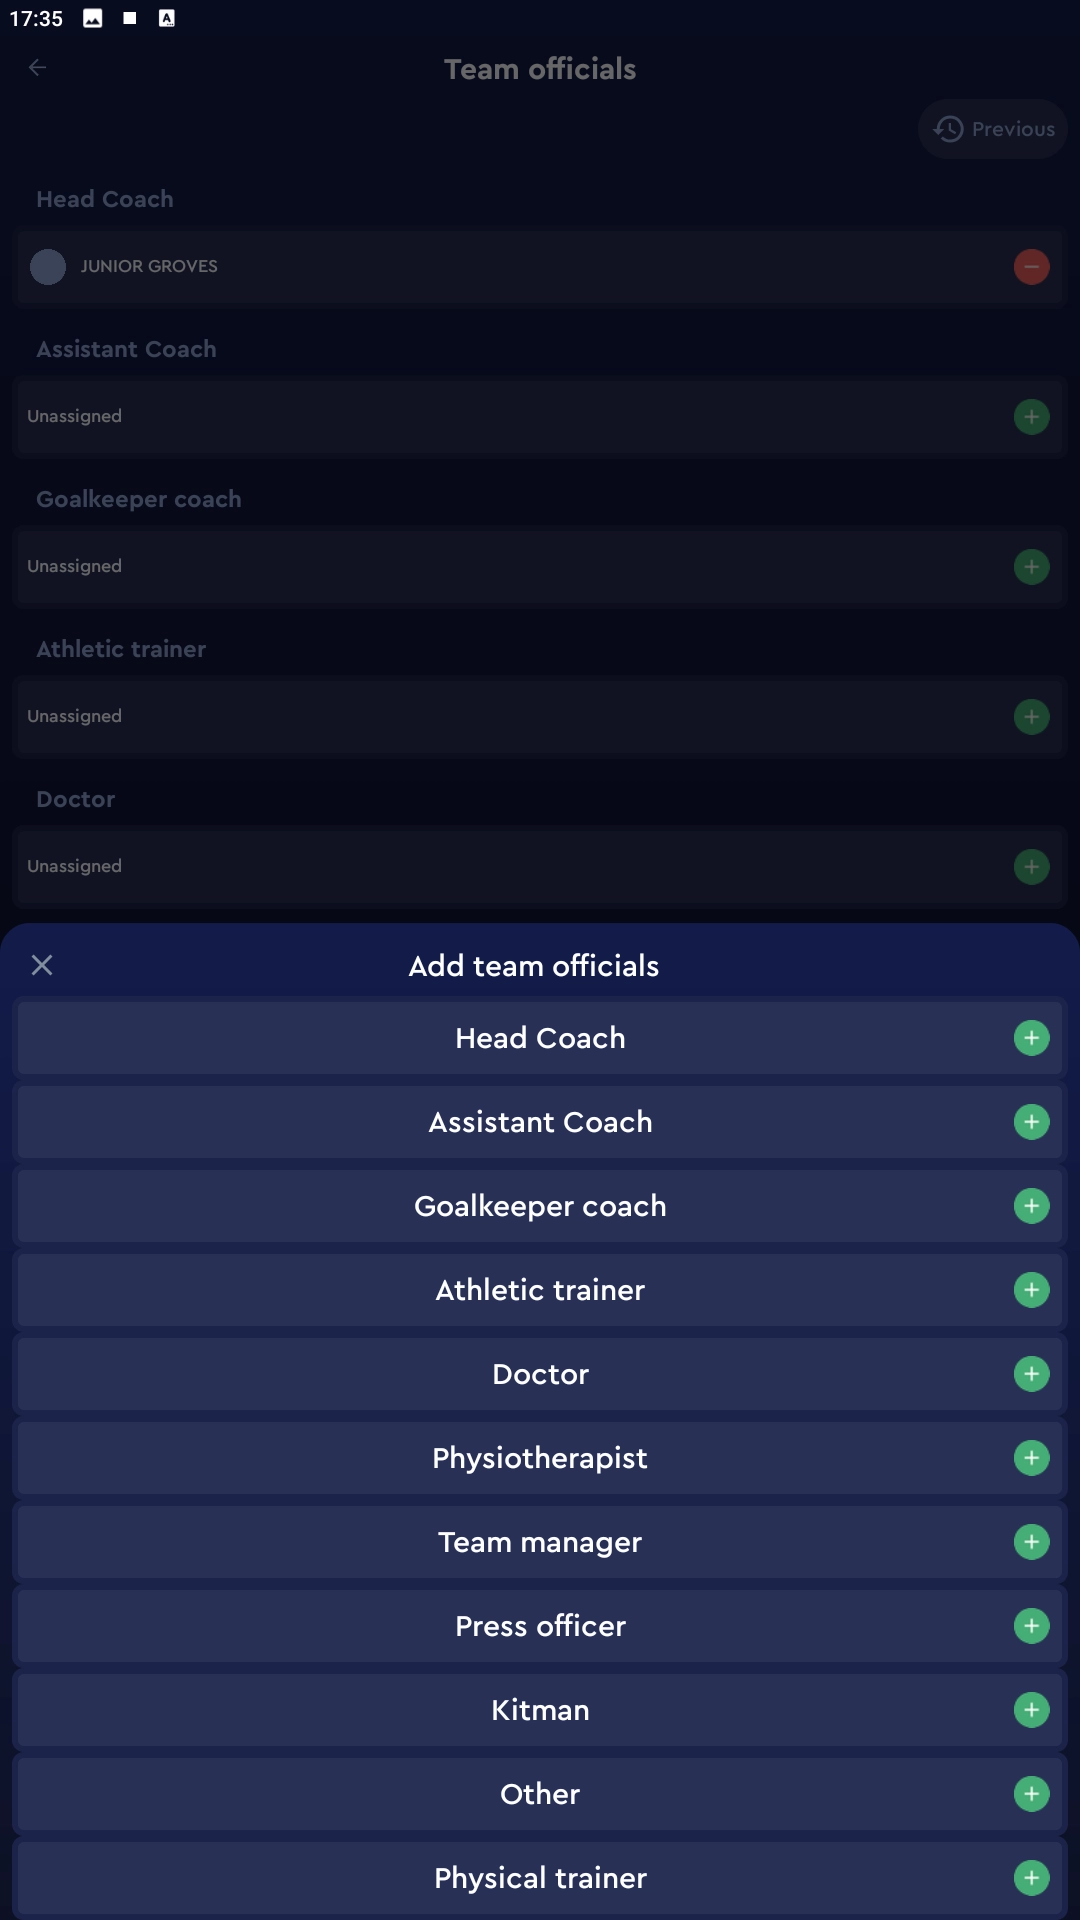 17:35
Team officials
Previous
Head Coach
JUNIOR GROVES
Assistant Coach
Unassigned
Goalkeeper coach
Unassigned
Athletic trainer
Unassigned
Doctor
Unassigned
Add team officials
Head Coach
Assistant Coach
Goalkeeper coach
Athletic trainer
Doctor
Physiotherapist
Team manager
Press officer
Kitman
Other
Physical trainer